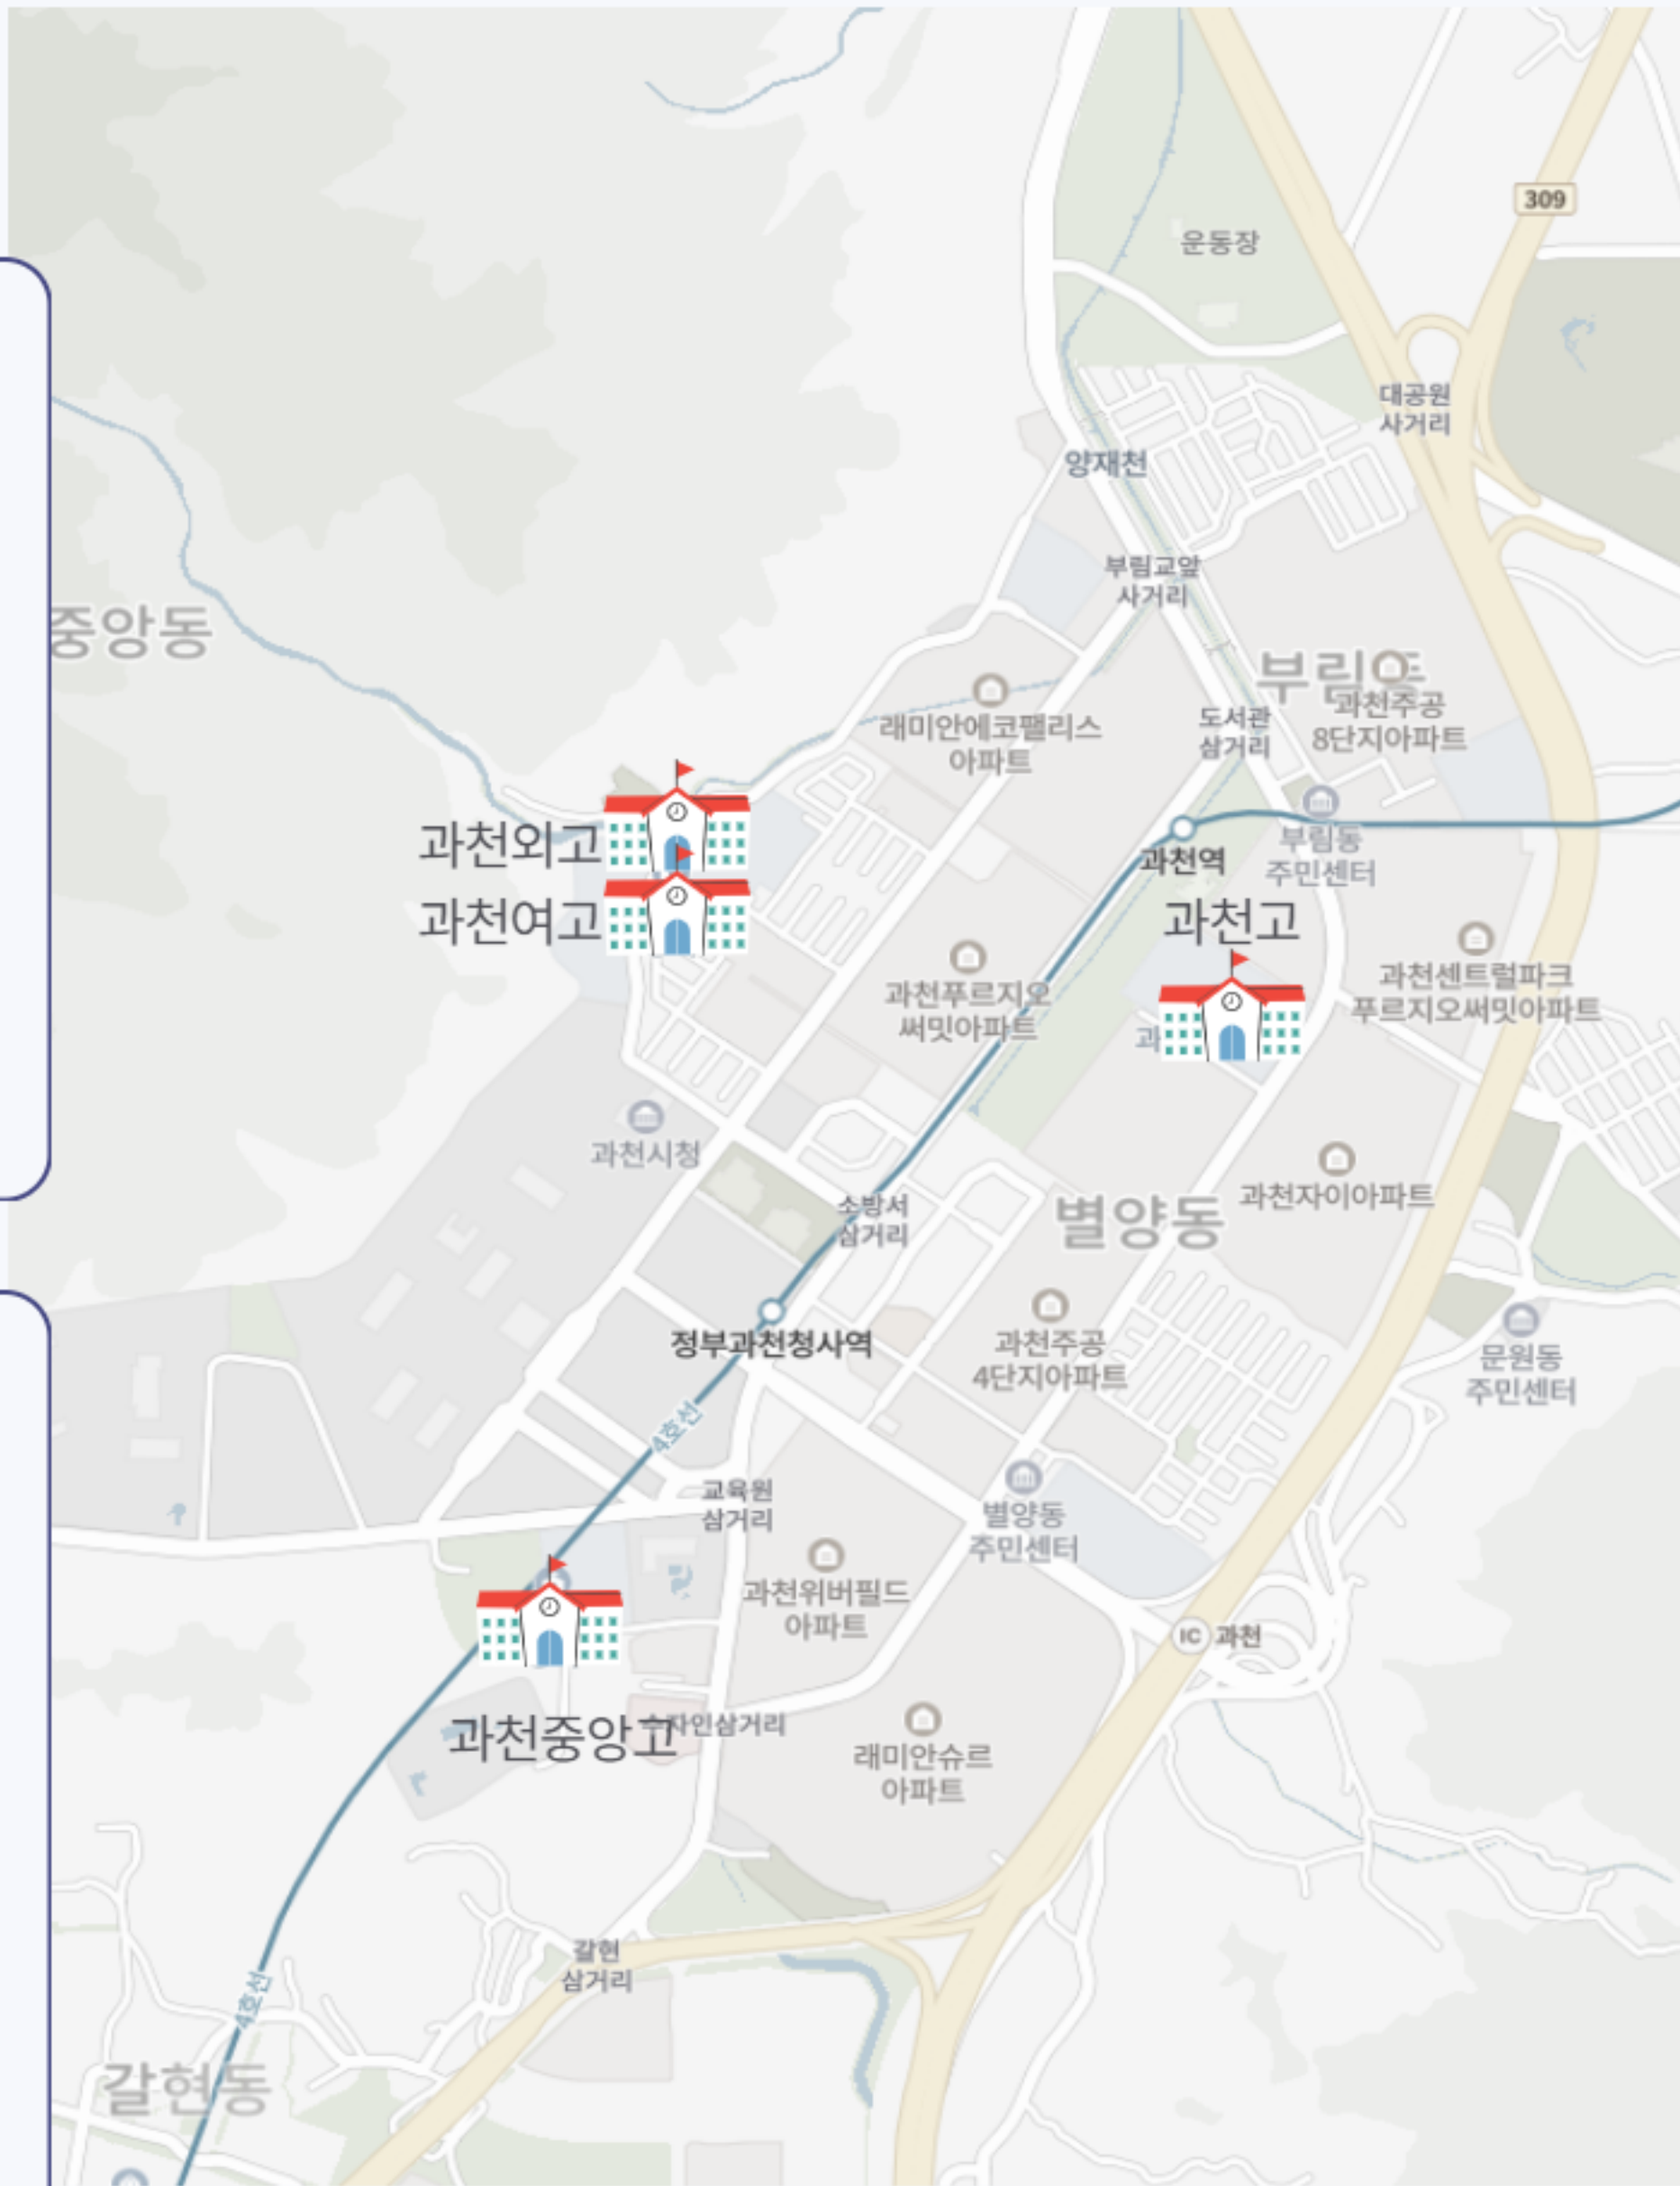 309
운동장
대공원
사거리
양재천
부림교앞
사거리
중앙동
부림동
과천주공
8단지아파트
래미안에코팰리스
아파트
도서관
삼거리
과천외고
부림동
주민센터
과천역
과천여고
과천고
과천푸르지오
써밋아파트
과천센트럴파크
푸르지오써밋아파트
과
과천시청
소방서
삼거리
별양동
과천자이아파트
정부과천청사역
과천주공
4단지아파트
문원동
주민센터
4호선
교육원
삼거리
별양동
주민센터
과천위버필드
아파트
IC 과천
과천중앙고
수자인삼거리
래미안슈르
아파트
갈현
삼거리
4호선
갈현동